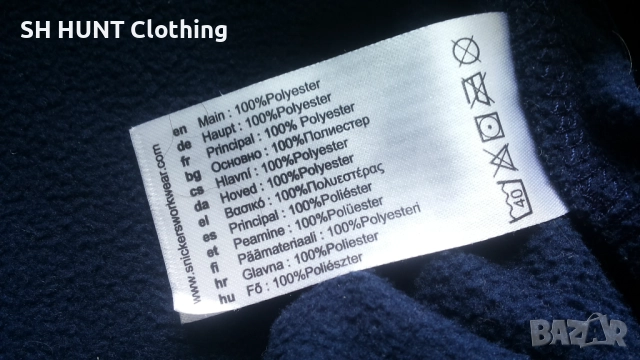 SH HUNT Clothing
www.snickersworkwear.com
en Main : 100%Polyester
de Haupt : 100%Polyester
fr Principal : 100% Polyester
bg Основно : 100%Полиестер
cs Hlavní : 100%Polyester
da Hoved : 100%Polyester
el Βασικό : 100%Πολυεστέρας
es Principal : 100%Poliéster
et Peamine : 100%Polüester
fi Päämateriaali : 100%Polyesteri
hr Glavna : 100%Poliester
hu Fő : 100%Poliészter
40
BAZAR